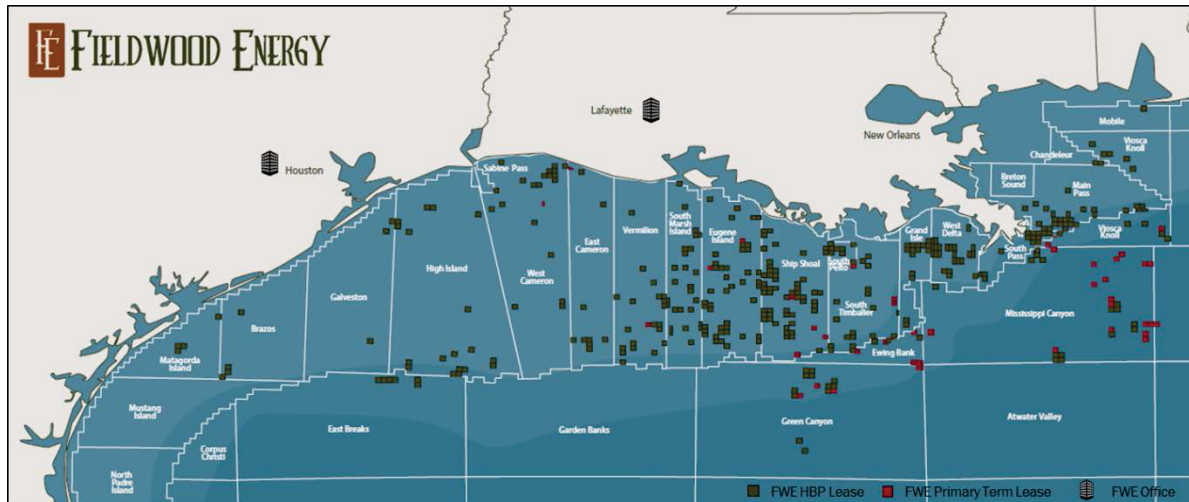 FE FIELDWOOD ENERGY
Lafayette
New Orleans
Houston
Mobile
Viosca
Knoll
Chandeleur
Sabine Pass
Breton
Sound
Main
Pass
South
Marsh
Island
Grand
Isle
West
Delta
East
Cameron
Vermilion
Eugene
Island
Viosca
Knoll
South
Pass
High Island
West
Cameron
Ship Shoal
South
Pelto
Galveston
South
Timbalier
Mississippi Canyon
Brazos
Ewing Bank
Matagorda
Island
Mustang
Island
Green Canyon
Atwater Valley
East Breaks
Garden Banks
Corpus
Christi
North
Padre
Island
FWE HBP Lease
FWE Primary Term Lease
FWE Office